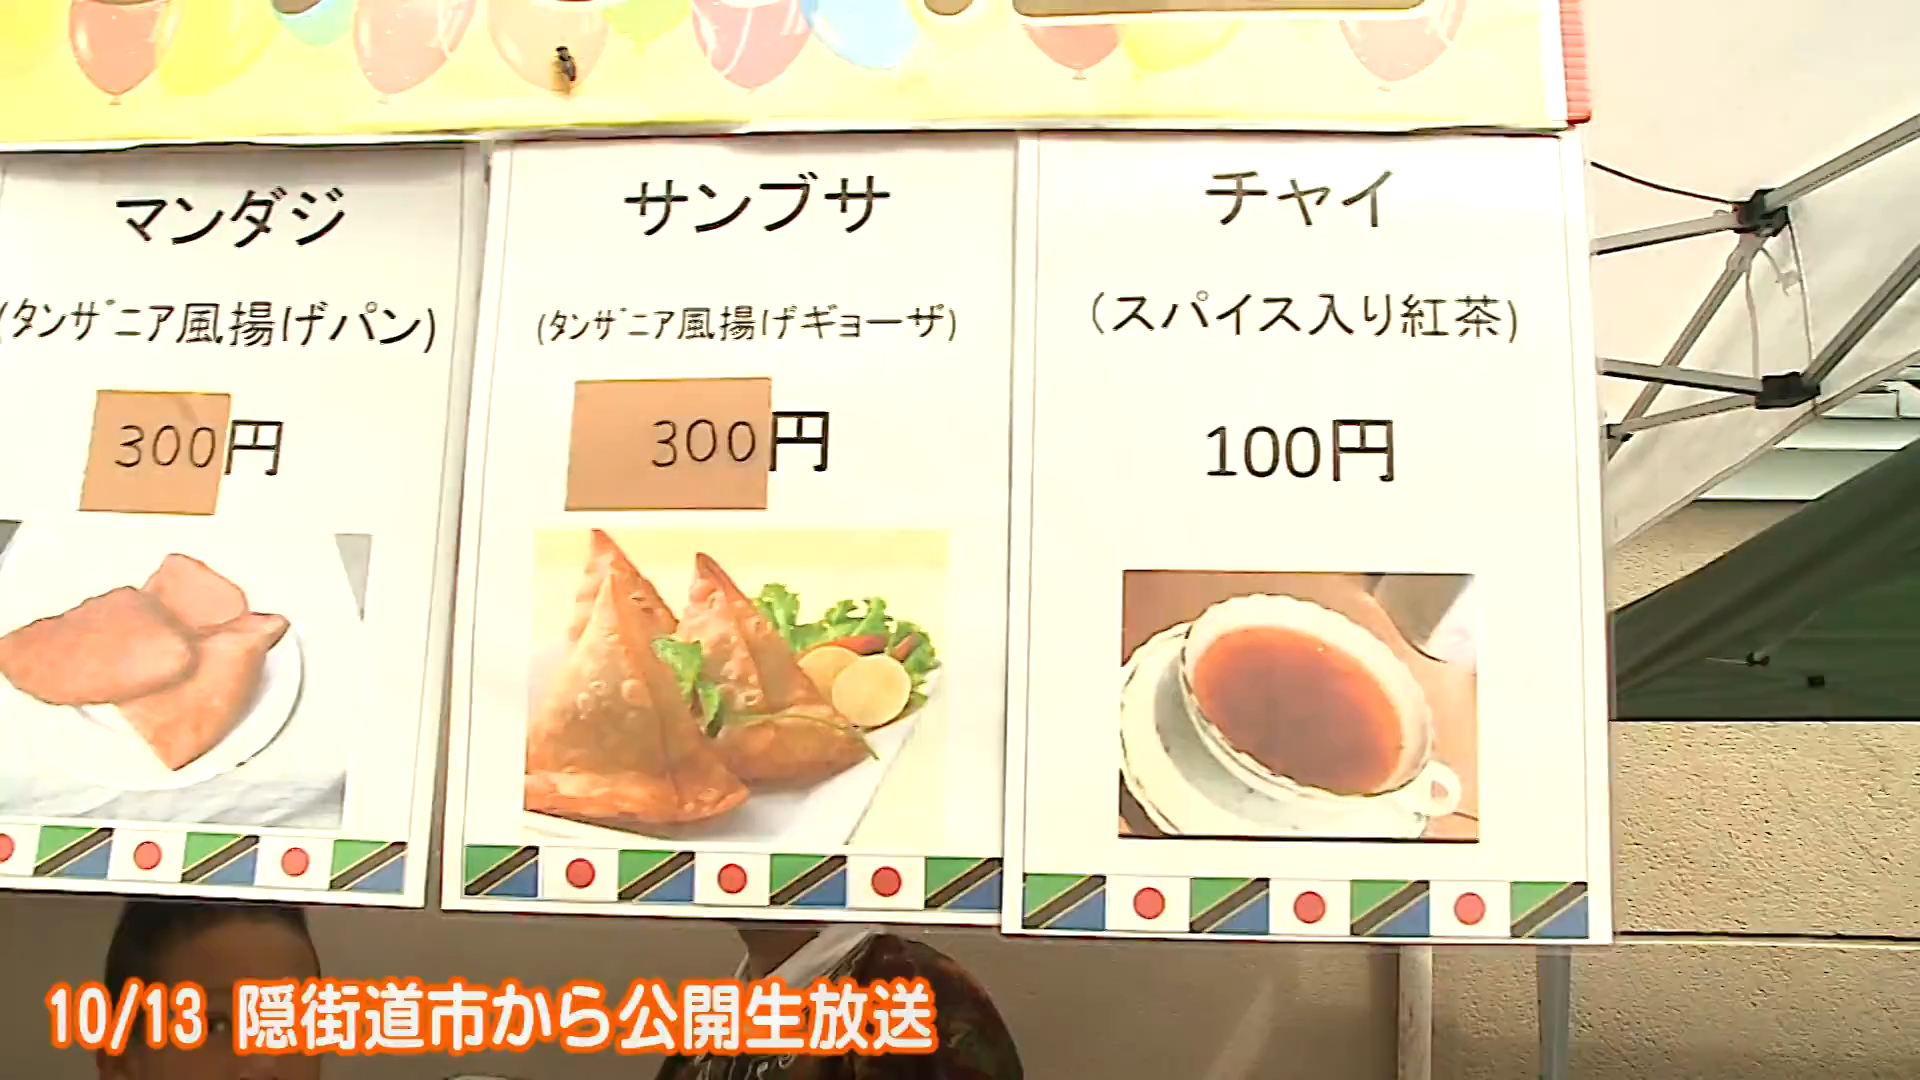 マンダジ
(タンザニア風揚げパン)
300円
サンブサ
(タンザニア風揚げギョーザ)
300円
チャイ
(スパイス入り紅茶)
100円
10/13 隠街道市から公開生放送